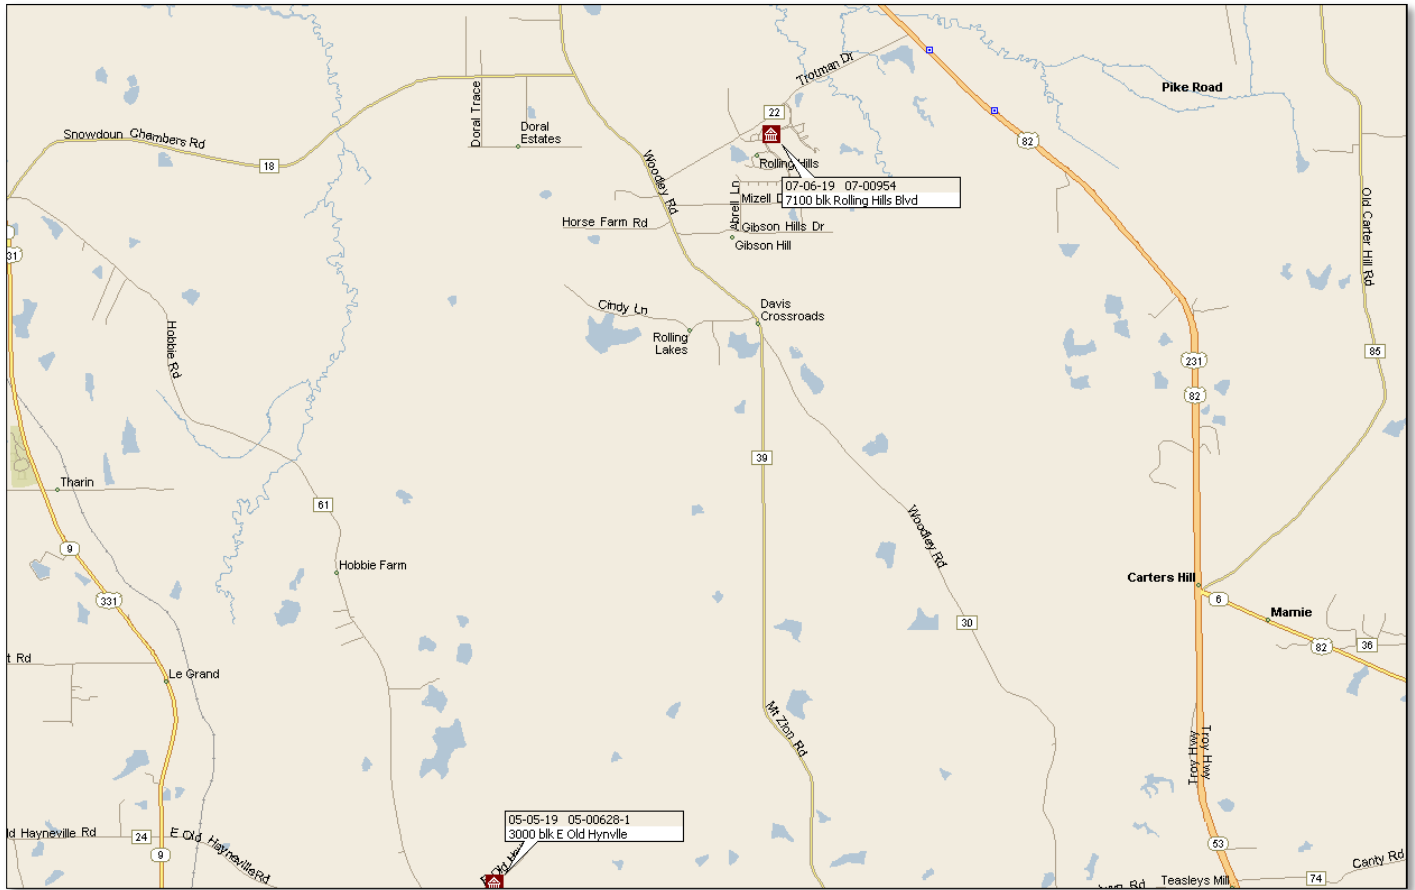 Trotman Dr
Pike Road
22
82
Snowdoun Chambers Rd
Doral Trace
Doral
Estates
18
Woodley Rd
Rolling Hills
07-06-19 07-00954
7100 blk Rolling Hills Blvd
Abrell Ln
Mizell D
Horse Farm Rd
Gibson Hills Dr
Gibson Hill
Old Carter Hill Rd
31
Cindy Ln
Davis
Crossroads
Rolling
Lakes
Hobbie Rd
85
231
82
39
Tharin
61
Woodley Rd
9
Hobbie Farm
Carters Hill
331
6
Mamie
30
82
36
t Rd
Le Grand
Mt Zion Rd
Troy Hwy
Troy Hwy
05-05-19 05-00628-1
3000 blk E Old Hynvlle
ld Hayneville Rd
24
E Old Hayneville Rd
9
53
Canty Rd
E Old Ha
74
Teasleys Mill
Rd